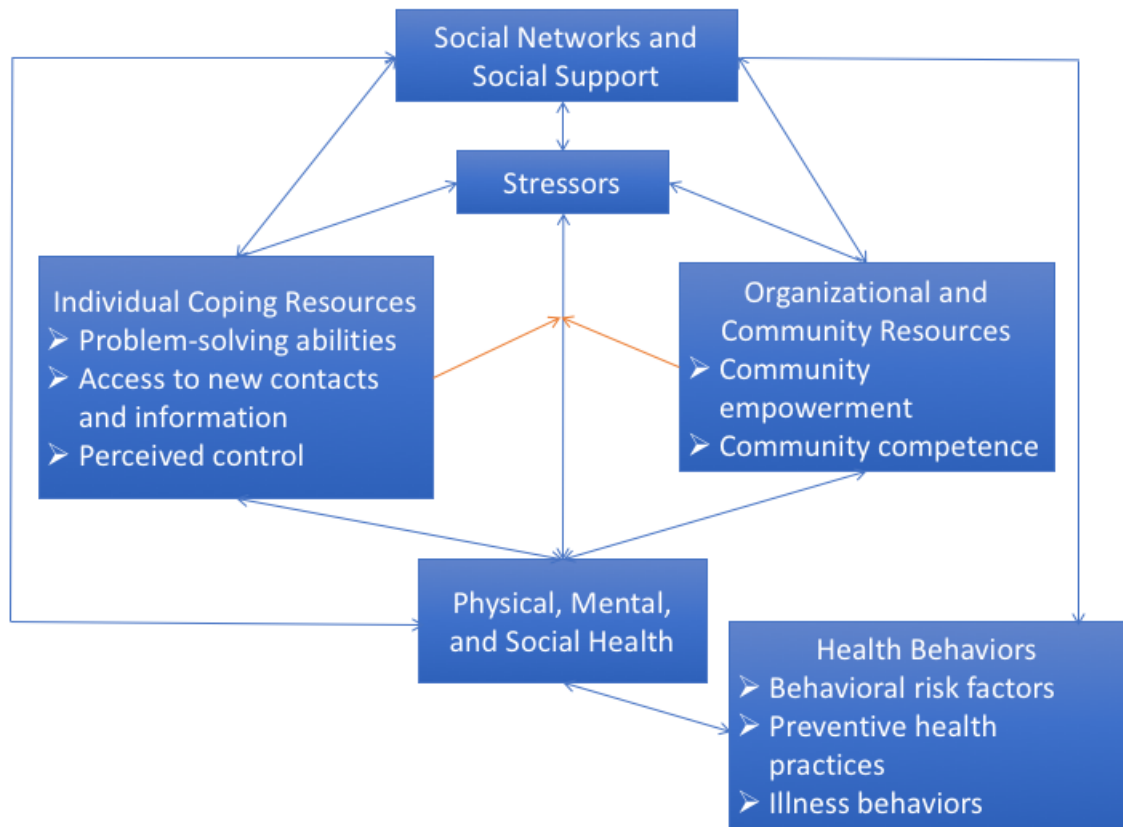 Social Networks and
Social Support
Stressors
Individual Coping Resources
➢ Problem-solving abilities
➢ Access to new contacts
and information
➢ Perceived control
Organizational and
Community Resources
➢ Community
empowerment
➢ Community competence
Physical, Mental,
and Social Health
Health Behaviors
➢ Behavioral risk factors
➢ Preventive health
practices
➢ Illness behaviors